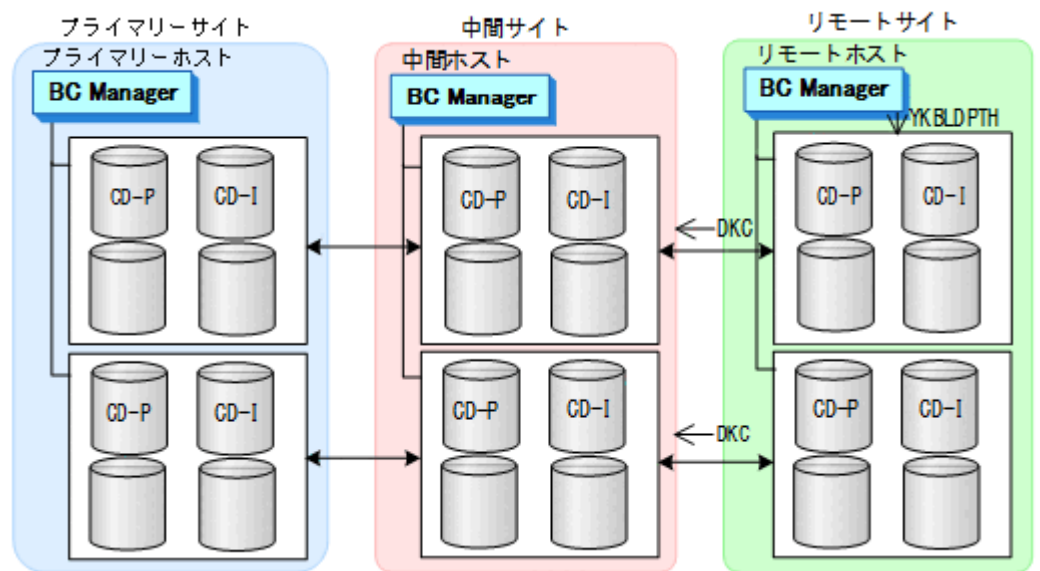 プライマリーサイト
中間サイト
リモートサイト
プライマリーホスト
中間ホスト
リモートホスト
BC Manager
BC Manager
BC Manager
YKBLDPTH
CD-P
CD-I
CD-P
CD-I
CD-P
CD-I
DKC
CD-P
CD-I
CD-P
CD-I
CD-P
CD-I
DKC